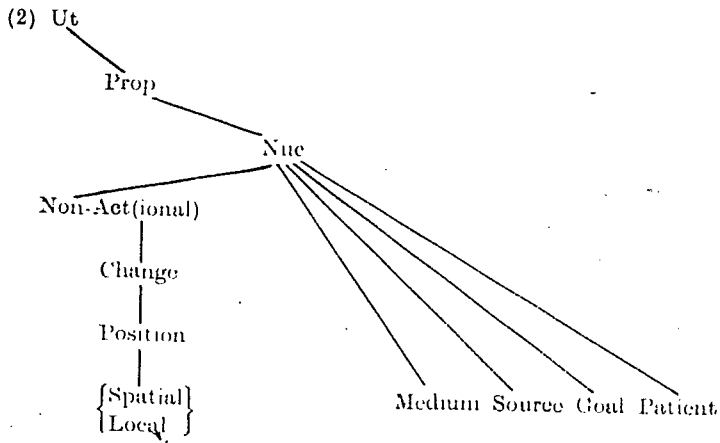 (2) Ut
Prop
Nuc
Non-Act(ional)
Change
Position
{Spatial}
{Local}
Medium Source Goal Patient